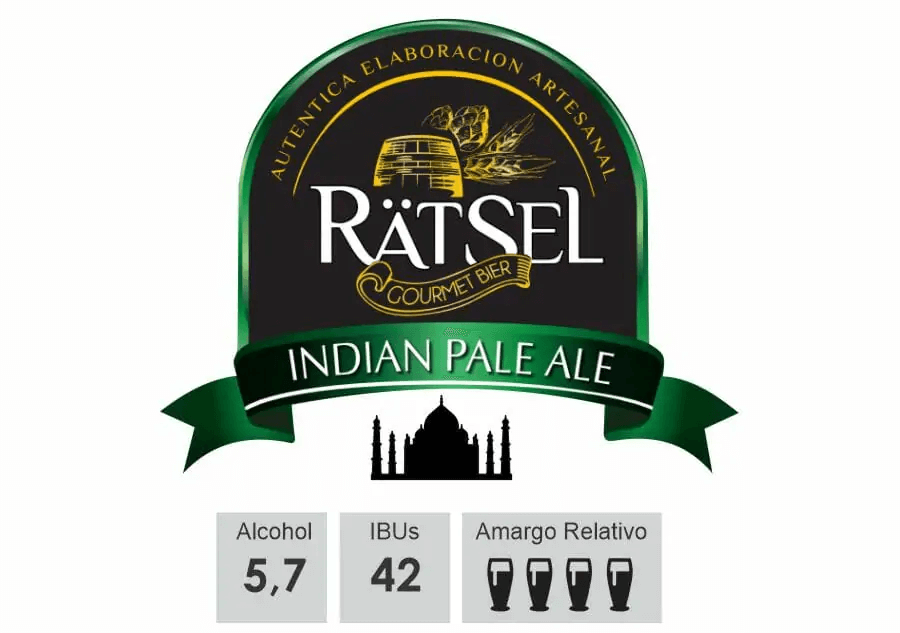 AUTENTICA ELABORACION ARTESANAL
RÄTSEL
GOURMET BIER
INDIAN PALE ALE
Alcohol
5,7
IBUs
42
Amargo Relativo